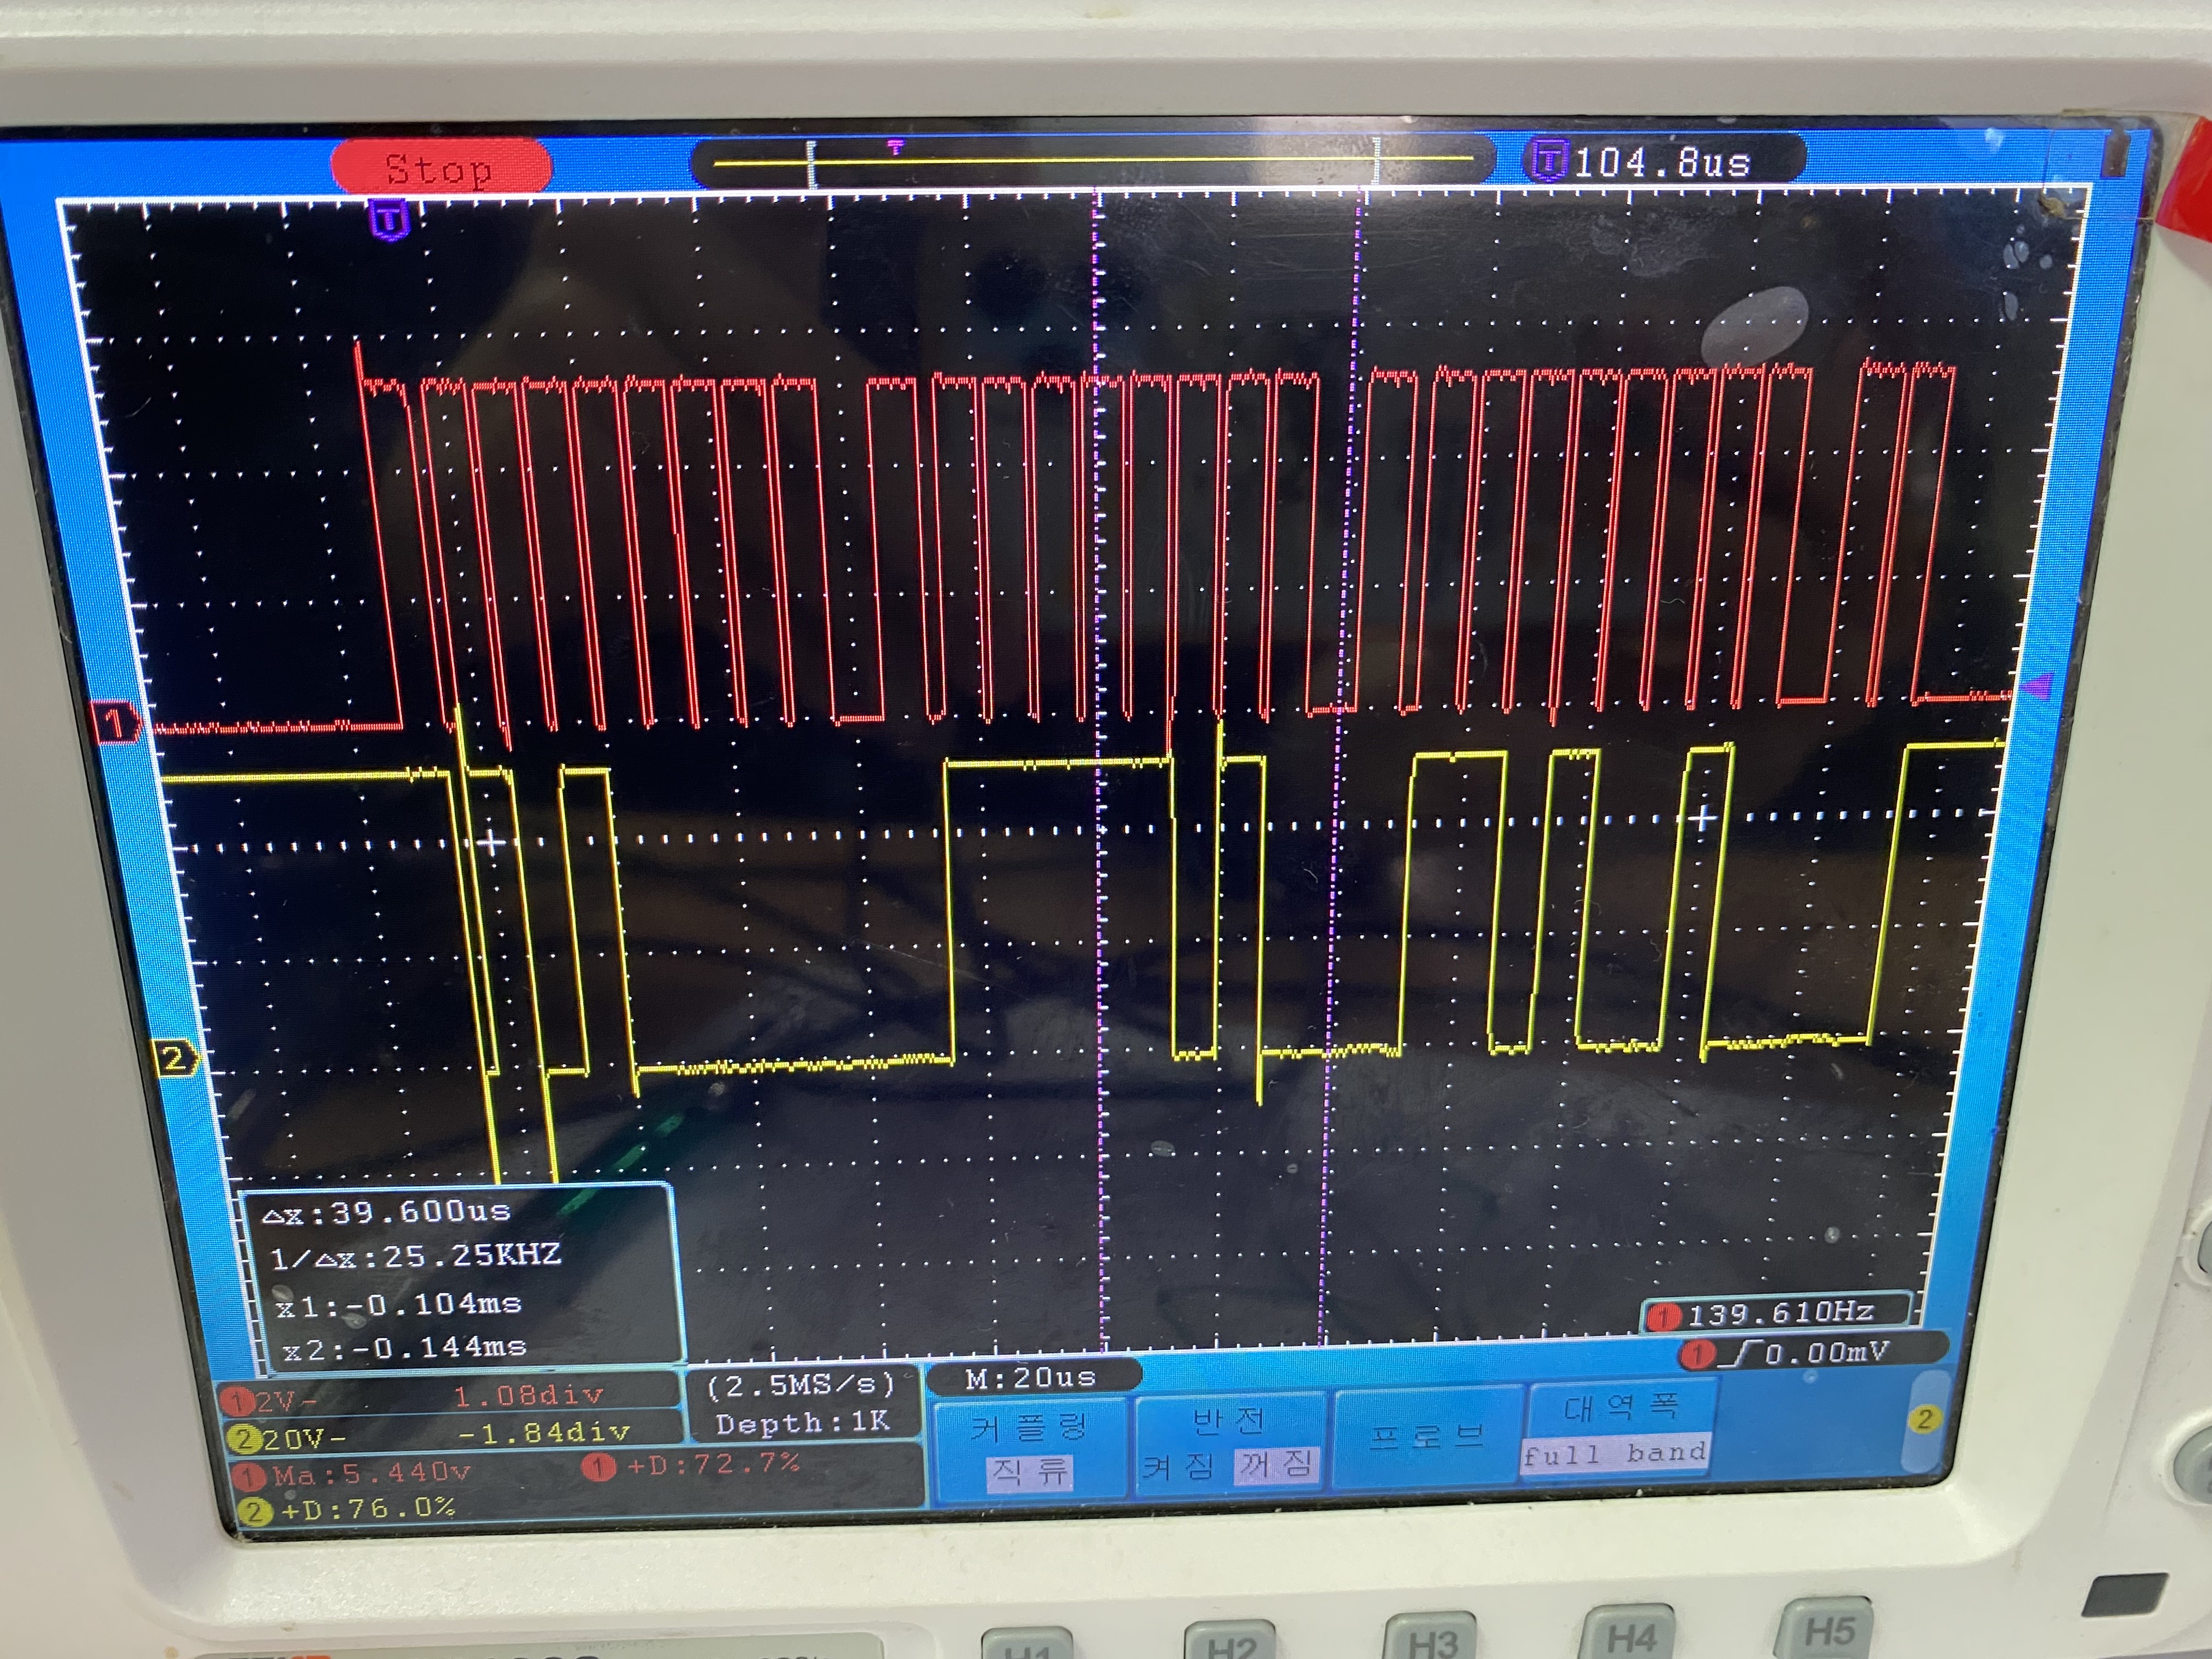 Stop
T
T 104.8us
T
1
2
△x:39.600us
1/△x:25.25KHZ
x1:-0.104ms
x2:-0.144ms
1 139.610Hz
1 0.00mV
1 2V- 1.08div
2 20V- -1.84div
1 Ma:5.440v 1 +D:72.7%
2 +D:76.0%
(2.5MS/s)
Depth:1K
M:20us
커플링
직류
반전
켜짐 꺼짐
프로브
대역폭
full band
2
H1 H2 H3 H4 H5